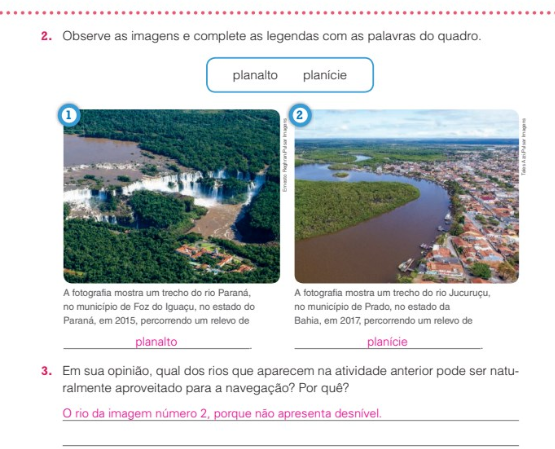 2. Observe as imagens e complete as legendas com as palavras do quadro.
planalto planície
1
Ernesto Reghran/Pulsar Imagens
2
Tales Azzi/Pulsar Imagens
A fotografia mostra um trecho do rio Paraná,
no município de Foz do Iguaçu, no estado do
Paraná, em 2015, percorrendo um relevo de
planalto
A fotografia mostra um trecho do rio Jucuruçu,
no município de Prado, no estado da
Bahia, em 2017, percorrendo um relevo de
planície
3. Em sua opinião, qual dos rios que aparecem na atividade anterior pode ser natu-
ralmente aproveitado para a navegação? Por quê?
O rio da imagem número 2, porque não apresenta desnível.